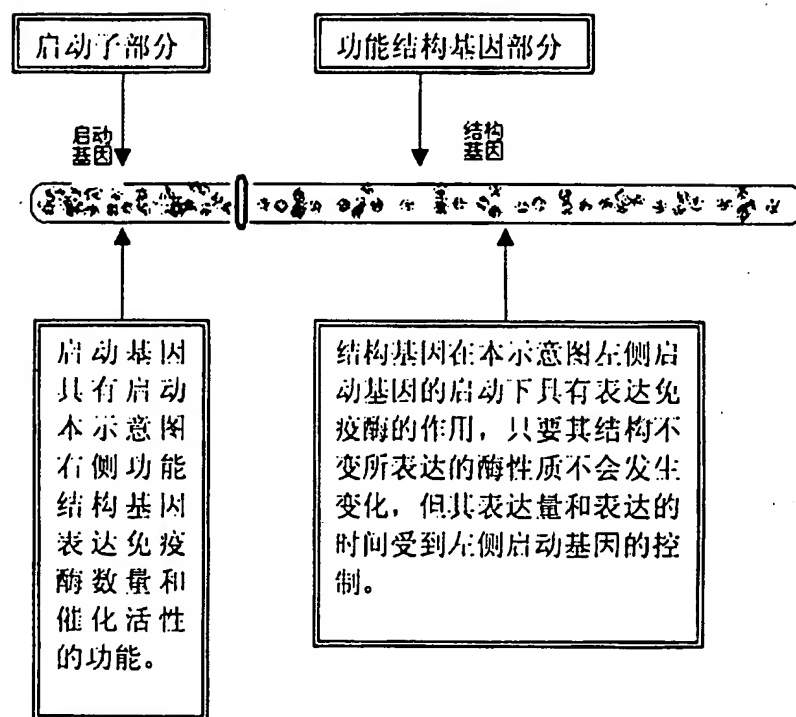 启动子部分
功能结构基因部分
启动
基因
结构
基因
启动基因
具有启动
本示意图
右侧功能
结构基因
表达免疫
酶数量和
催化活性
的功能。
结构基因在本示意图左侧启
动基因的启动下具有表达免
疫酶的作用，只要其结构不
变所表达的酶性质不会发生
变化，但其表达量和表达的
时间受到左侧启动基因的控
制。